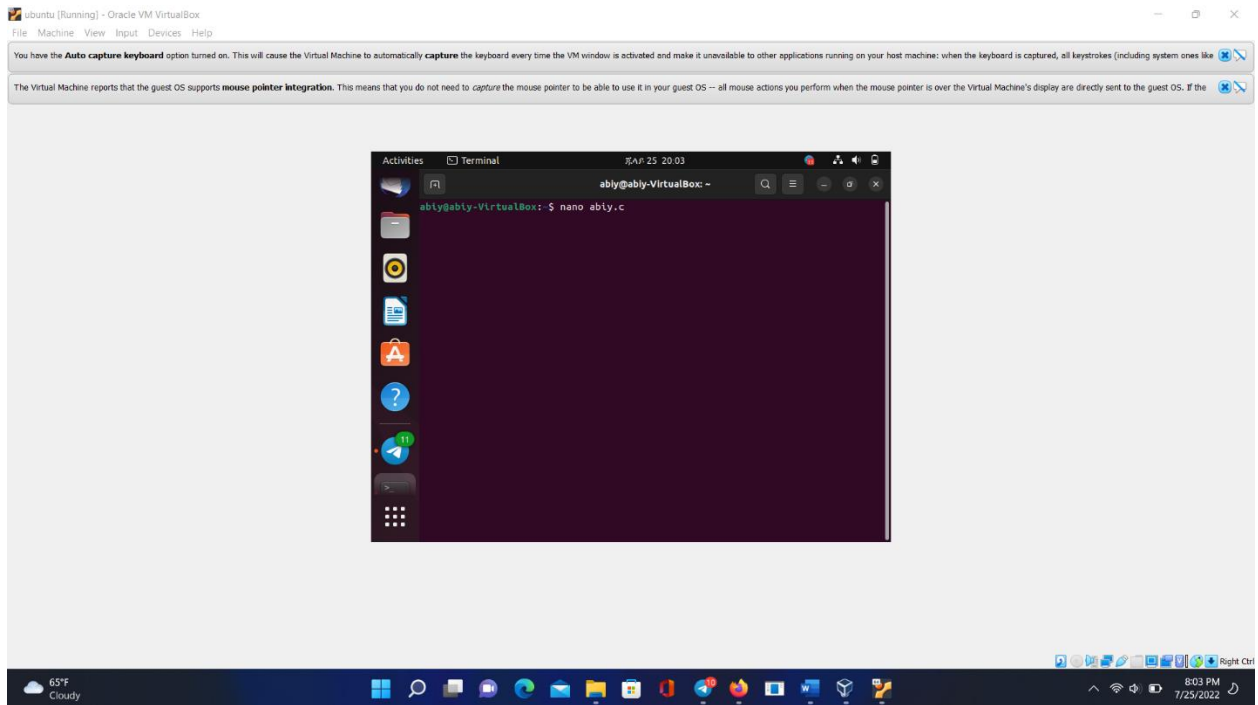 ubuntu [Running] - Oracle VM VirtualBox
File Machine View Input Devices Help
You have the Auto capture keyboard option turned on. This will cause the Virtual Machine to automatically capture the keyboard every time the VM window is activated and make it unavailable to other applications running on your host machine: when the keyboard is captured, all keystrokes (including system ones like
The Virtual Machine reports that the guest OS supports mouse pointer integration. This means that you do not need to capture the mouse pointer to be able to use it in your guest OS -- all mouse actions you perform when the mouse pointer is over the Virtual Machine's display are directly sent to the guest OS. If the
Activities Terminal 25 20:03
abiy@abiy-VirtualBox: ~
abiy@abiy-VirtualBox:~$ nano abiy.c
11
Right Ctrl
65°F
Cloudy
10
8:03 PM
7/25/2022